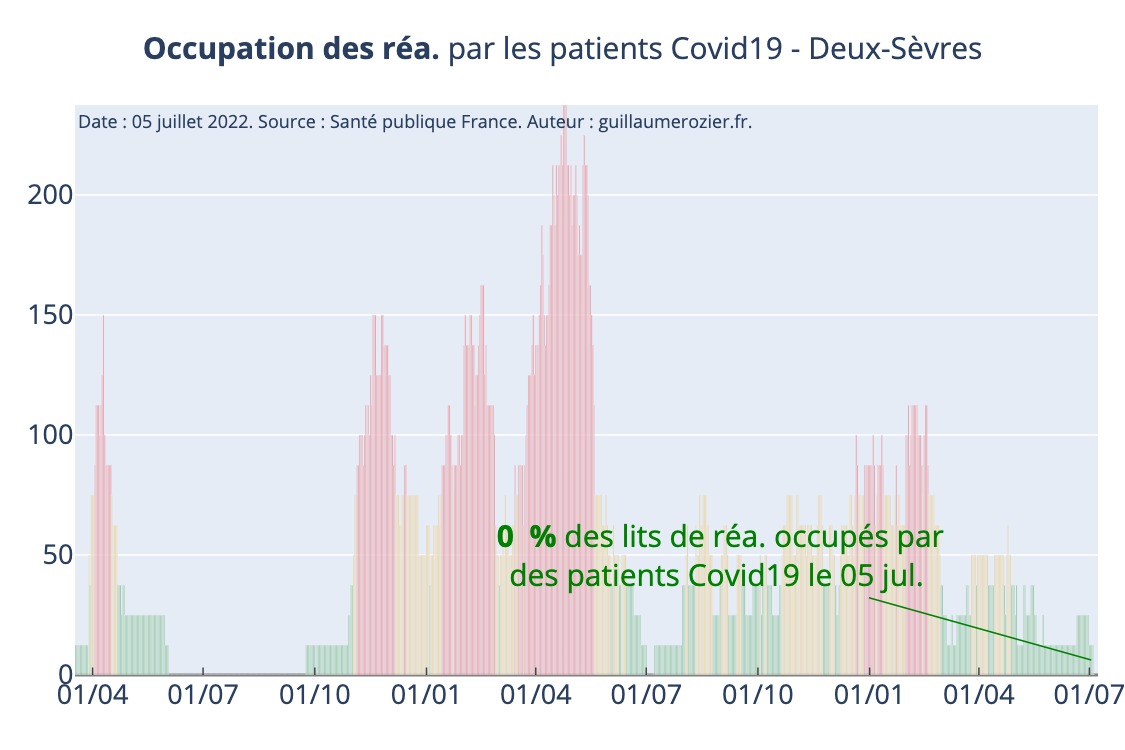 Occupation des réa. par les patients Covid19 - Deux-Sèvres
Date : 05 juillet 2022. Source : Santé publique France. Auteur : guillaumerozier.fr.
200
150
100
50
0
0 % des lits de réa. occupés par
des patients Covid19 le 05 jul.
01/04 01/07 01/10 01/01 01/04 01/07 01/10 01/01 01/04 01/07